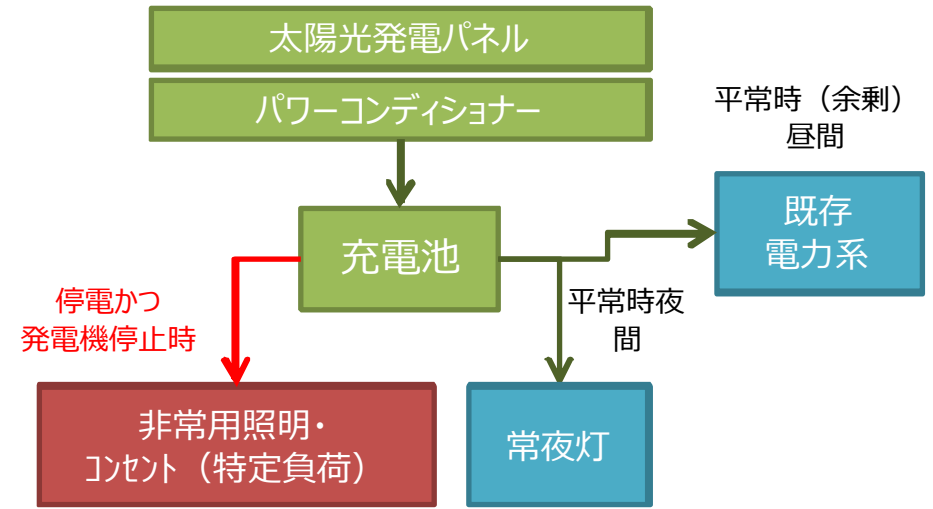 太陽光発電パネル
パワーコンディショナー
平常時（余剰）
昼間
既存
電力系
充電池
停電かつ
発電機停止時
平常時夜
間
非常用照明・
ｺﾝｾﾝﾄ（特定負荷）
常夜灯